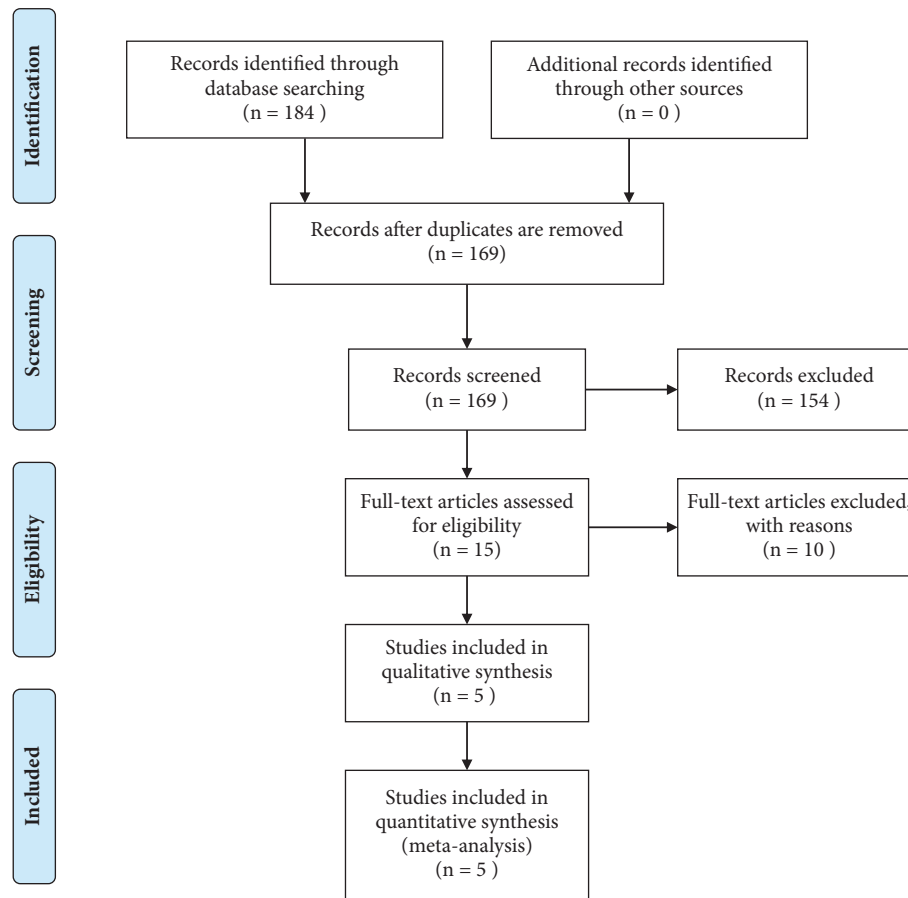 Identification
Records identified through
database searching
(n = 184 )
Additional records identified
through other sources
(n = 0 )
Records after duplicates are removed
(n = 169)
Screening
Records screened
(n = 169 )
Records excluded
(n = 154 )
Eligibility
Full-text articles assessed
for eligibility
(n = 15)
Full-text articles excluded,
with reasons
(n = 10 )
Studies included in
qualitative synthesis
(n = 5 )
Included
Studies included in
quantitative synthesis
(meta-analysis)
(n = 5 )